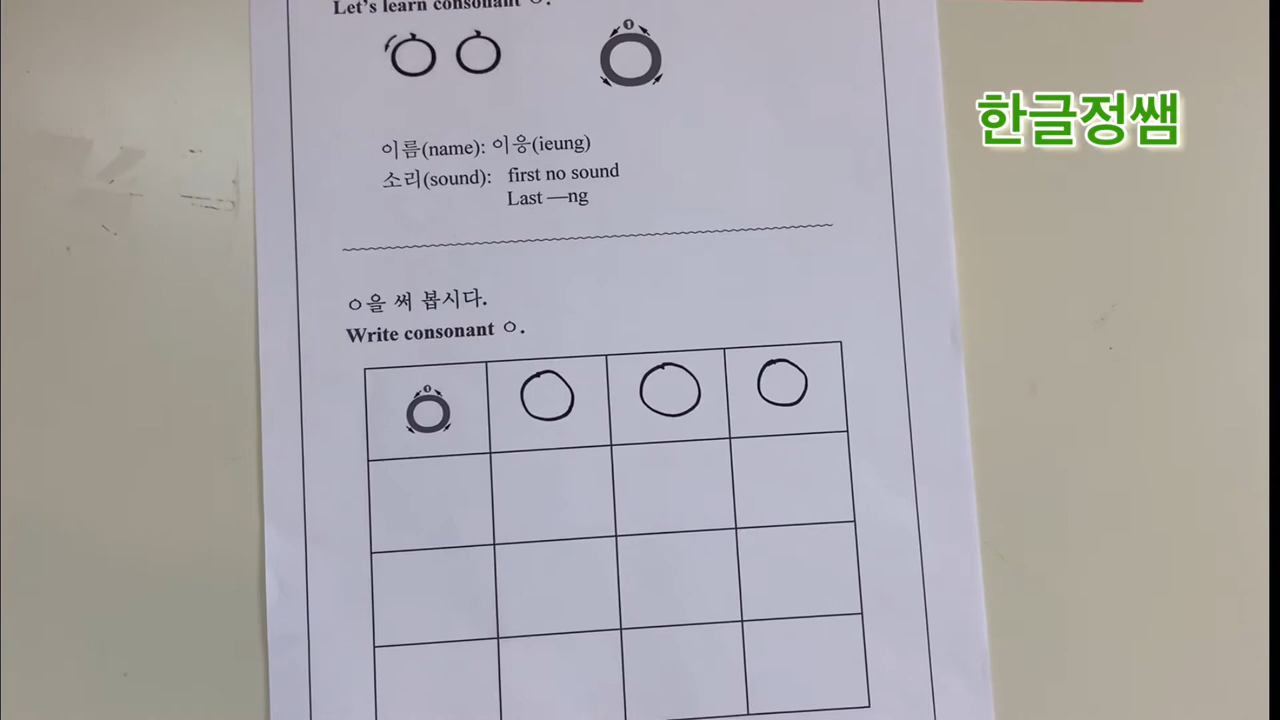 Let's learn consonant ㅇ.
한글정쌤
이름(name): 이응(ieung)
소리(sound): first no sound
Last —ng
ㅇ을 써 봅시다.
Write consonant ㅇ.